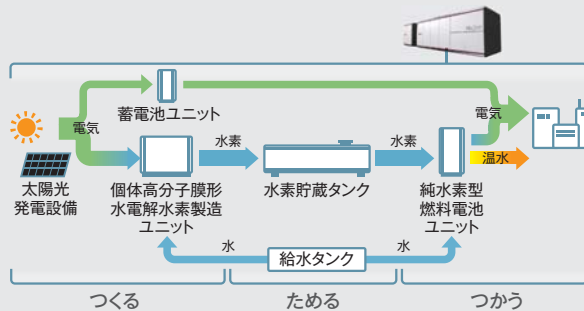 電気
蓄電池ユニット
電気
水素
水素
温水
太陽光
発電設備
個体高分子膜形
水電解水素製造
ユニット
水素貯蔵タンク
純水素型
燃料電池
ユニット
水
給水タンク
水
つくる
ためる
つかう